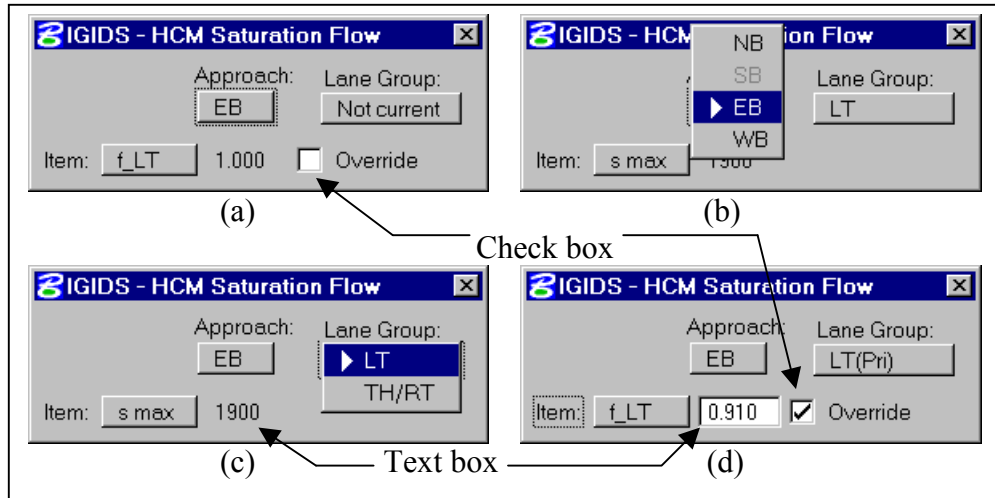 IGIDS - HCM Saturation Flow
Approach:
Lane Group:
EB
Not current
Item:
f_LT
1.000
Override
(a)
IGIDS - HCM on Flow
NB
SB
EB
WB
LT
Item:
s max
1900
(b)
Check box
IGIDS - HCM Saturation Flow
Approach:
Lane Group:
EB
LT
TH/RT
Item:
s max
1900
(c)
Text box
IGIDS - HCM Saturation Flow
Approach:
Lane Group:
EB
LT(Pri)
Item:
f_LT
0.910
Override
(d)